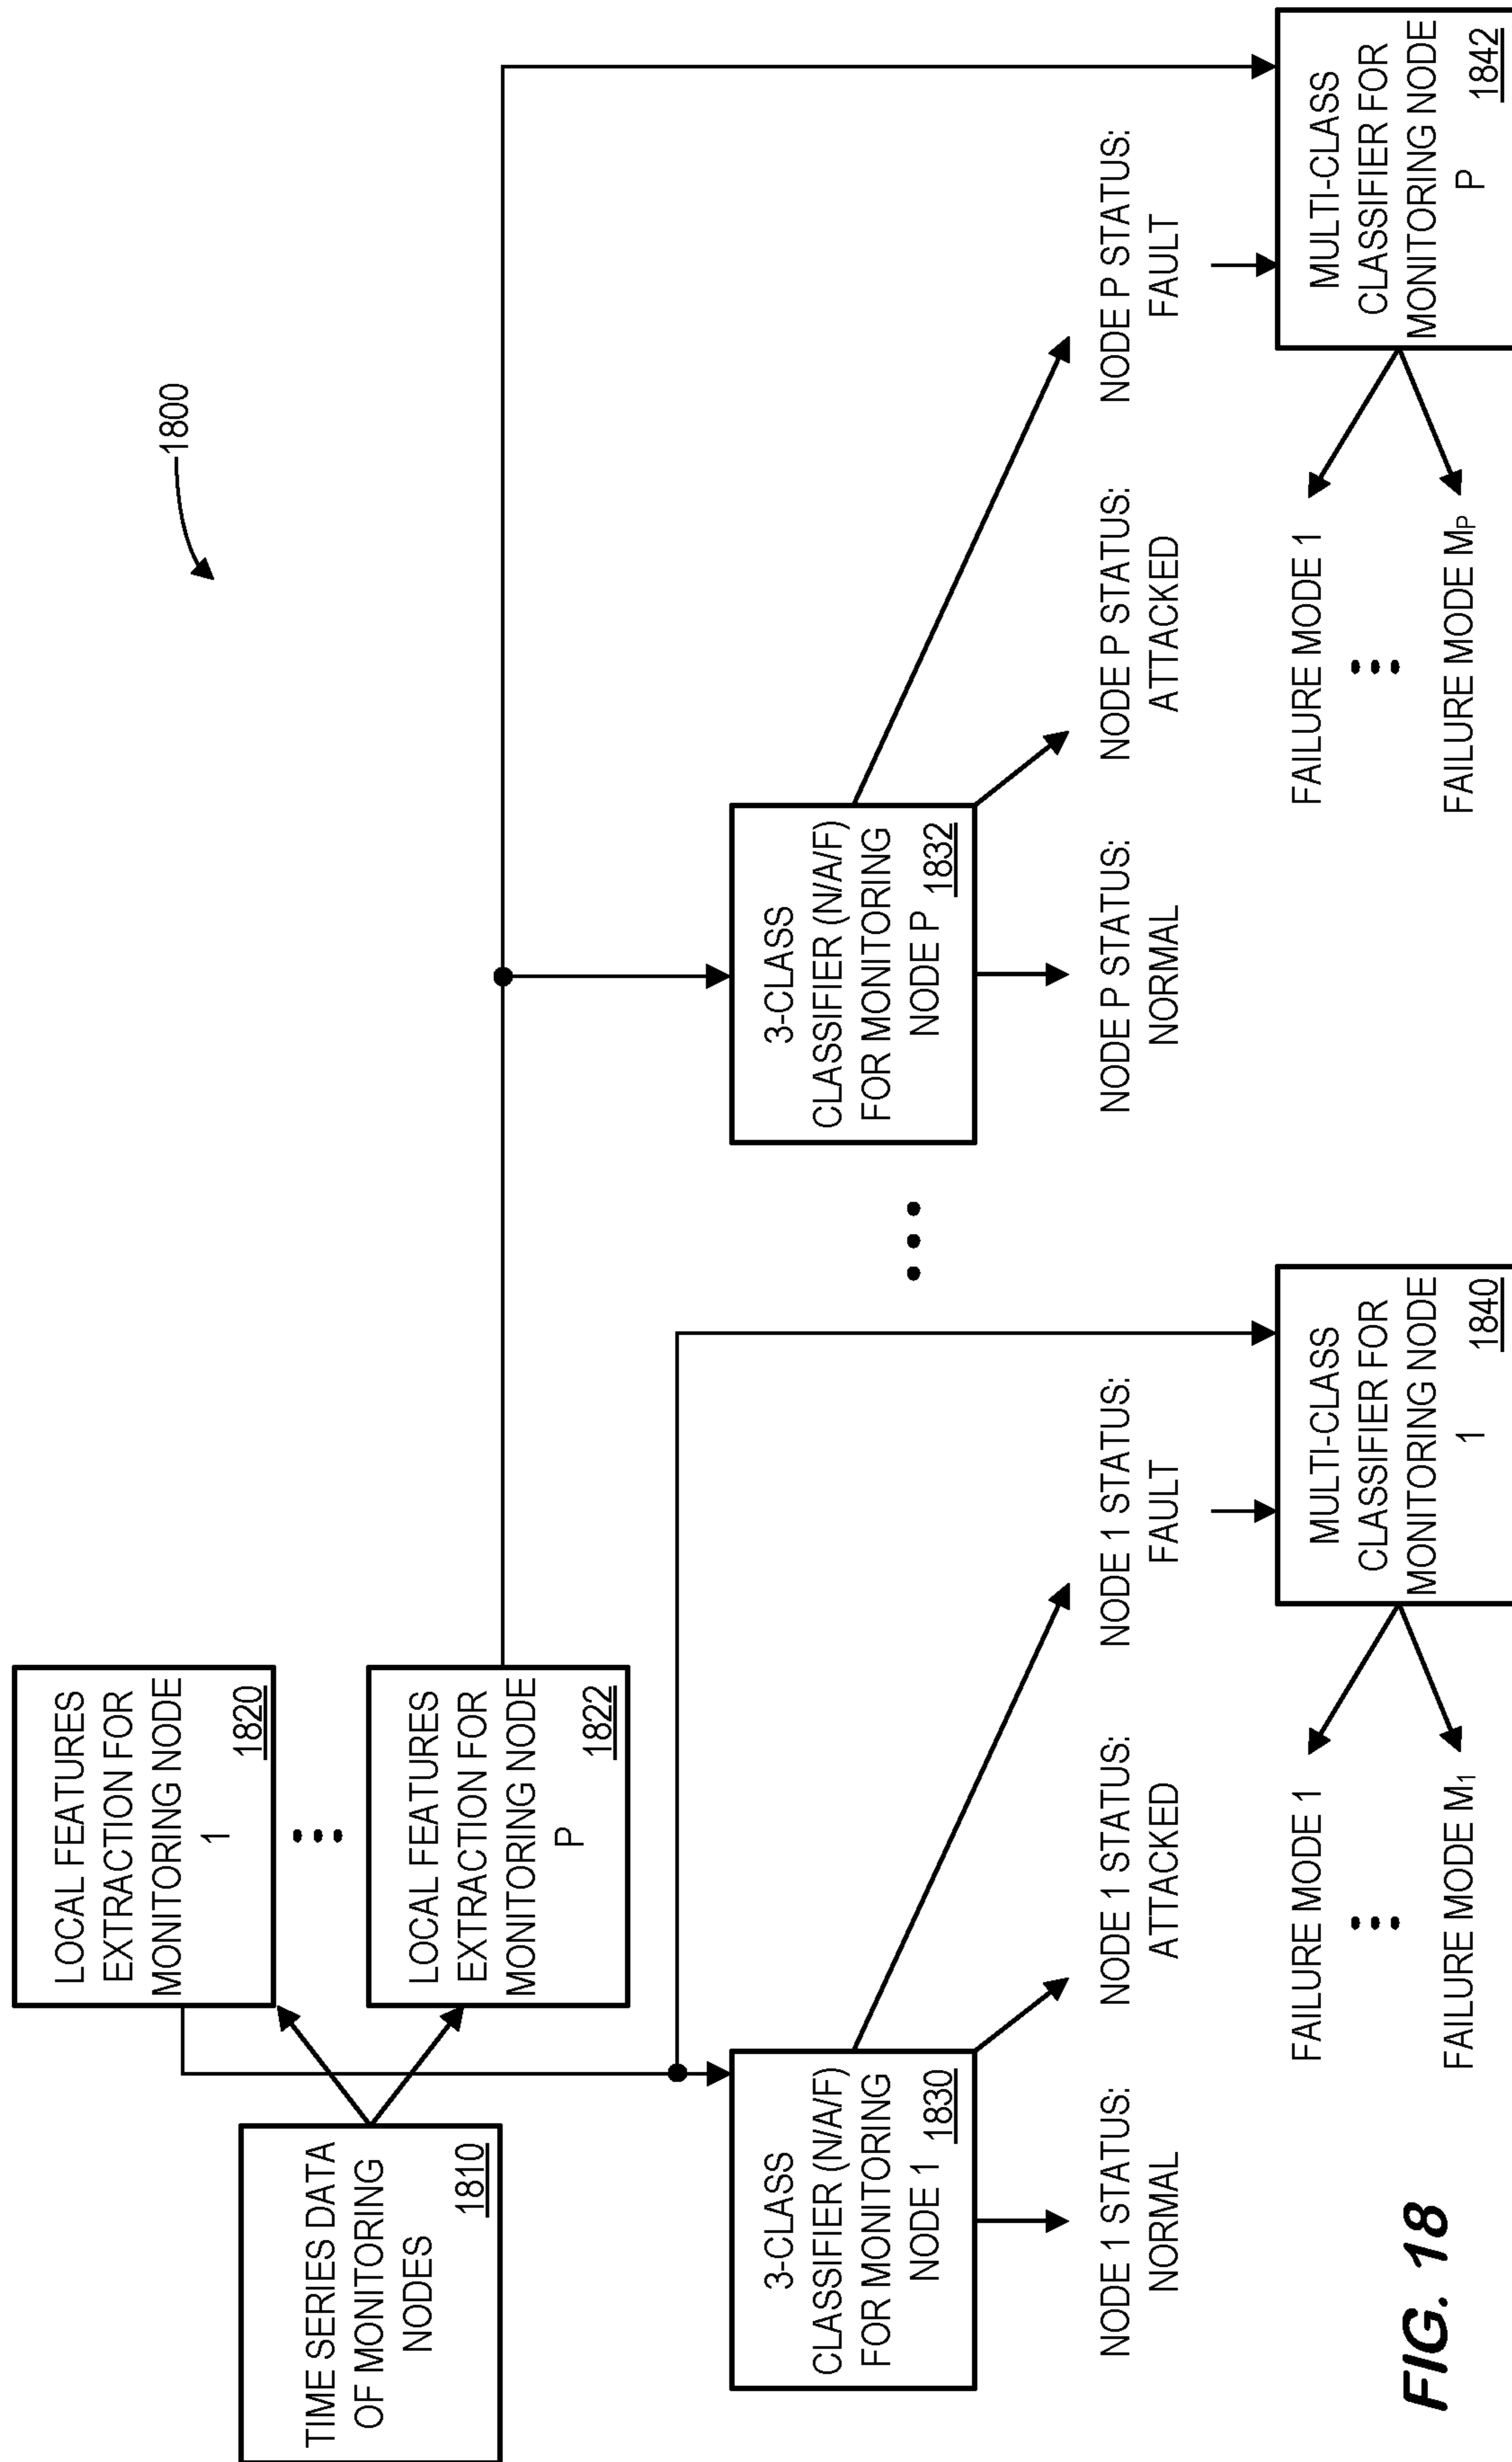 1800
LOCAL FEATURES
EXTRACTION FOR
MONITORING NODE
1
1820
TIME SERIES DATA
OF MONITORING
NODES
1810
LOCAL FEATURES
EXTRACTION FOR
MONITORING NODE
P
1822
3-CLASS
CLASSIFIER (N/A/F)
FOR MONITORING
NODE 1
1830
3-CLASS
CLASSIFIER (N/A/F)
FOR MONITORING
NODE P
1832
NODE 1 STATUS:
NORMAL
NODE 1 STATUS:
ATTACKED
NODE 1 STATUS:
FAULT
NODE P STATUS:
NORMAL
NODE P STATUS:
ATTACKED
NODE P STATUS:
FAULT
FAILURE MODE 1
FAILURE MODE M1
MULTI-CLASS
CLASSIFIER FOR
MONITORING NODE
1
1840
FAILURE MODE 1
FAILURE MODE MP
MULTI-CLASS
CLASSIFIER FOR
MONITORING NODE
P
1842
FIG. 18